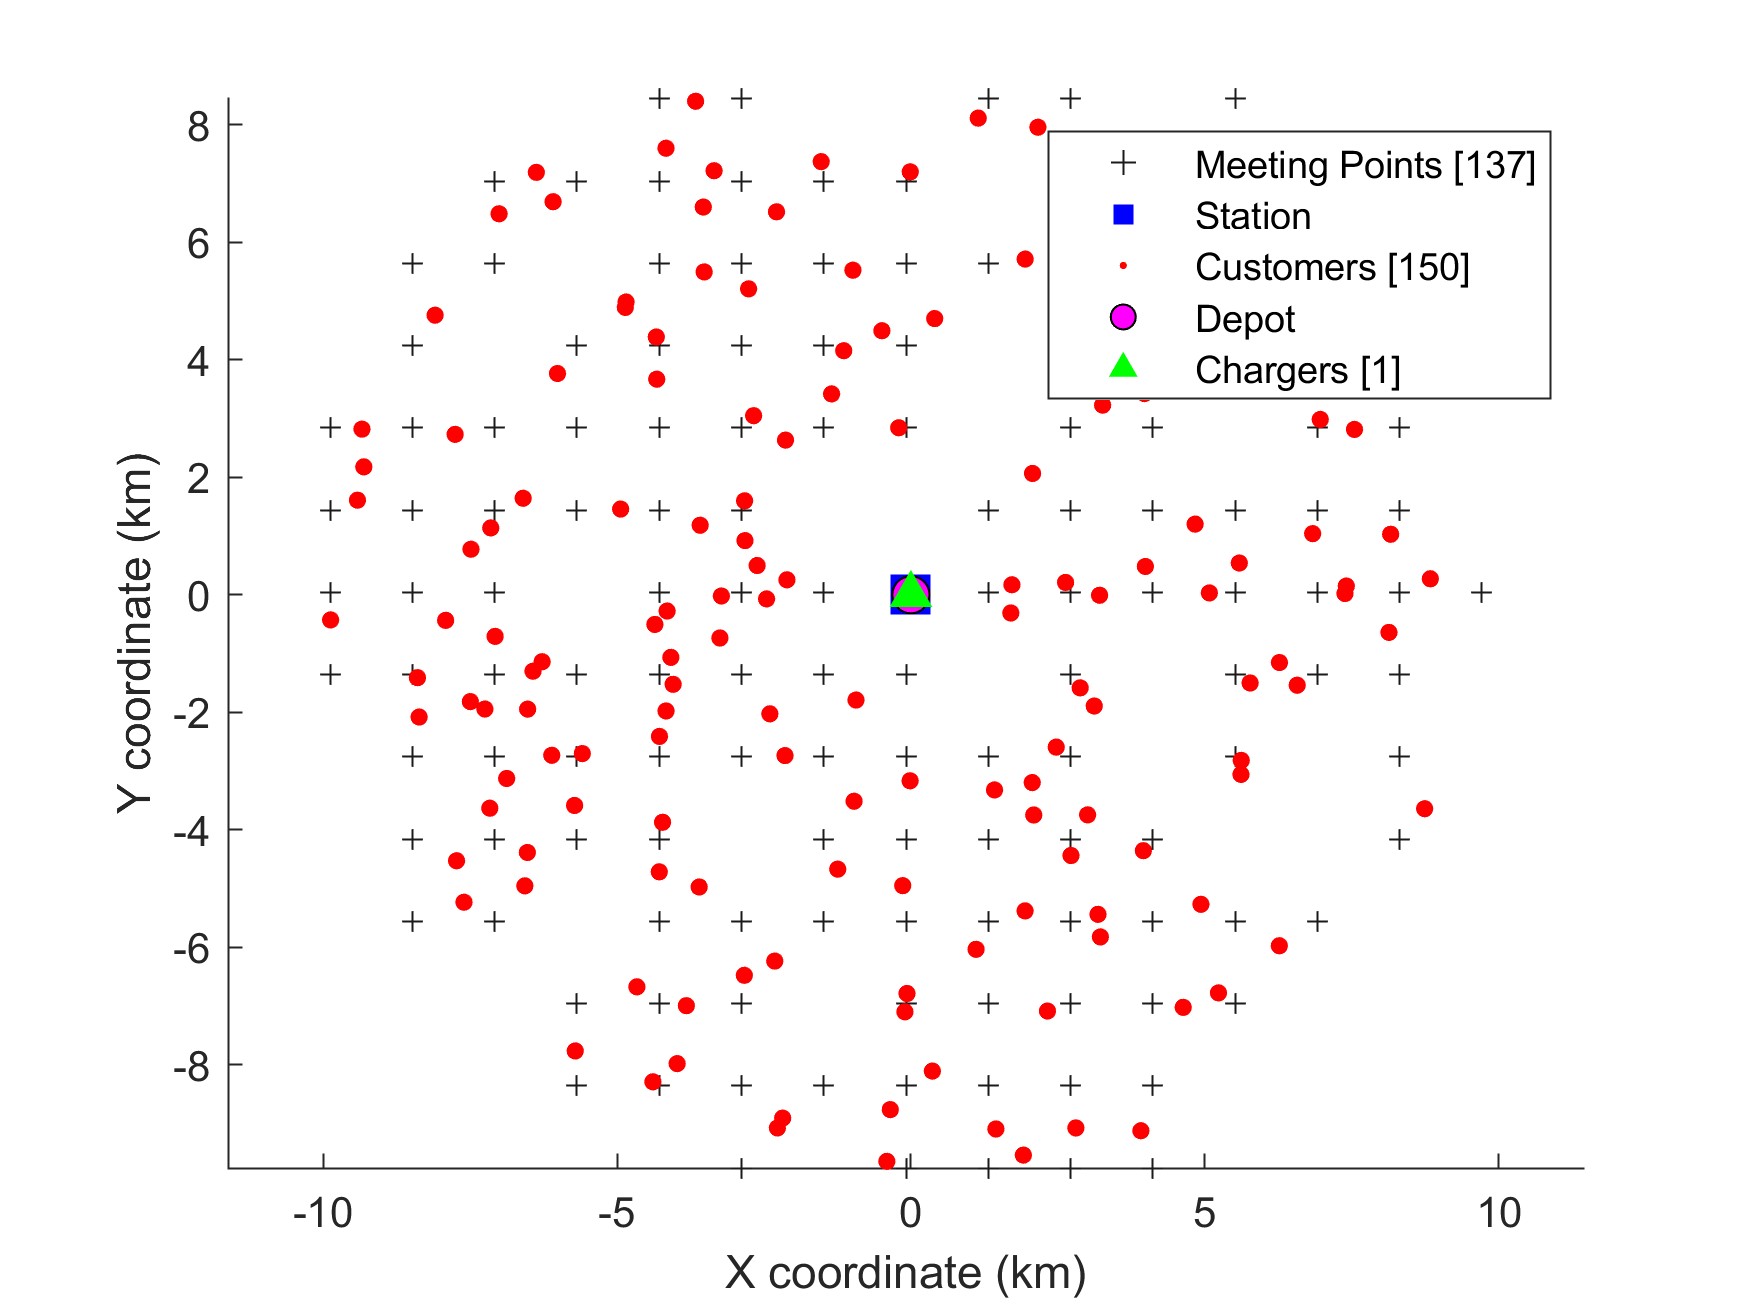 8
6
4
2
0
-2
-4
-6
-8
Y coordinate (km)
Meeting Points [137]
Station
Customers [150]
Depot
Chargers [1]
-10 -5 0 5 10
X coordinate (km)